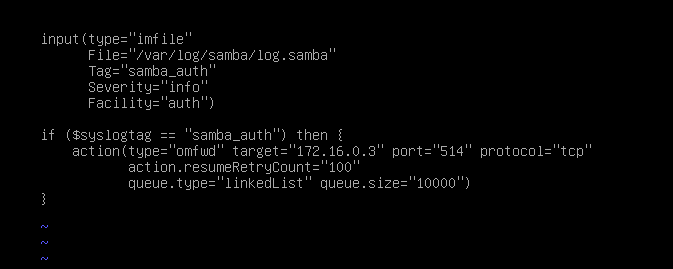 input(type="imfile"
      File="/var/log/samba/log.samba"
      Tag="samba_auth"
      Severity="info"
      Facility="auth")

if ($syslogtag == "samba_auth") then {
    action(type="omfwd" target="172.16.0.3" port="514" protocol="tcp"
           action.resumeRetryCount="100"
           queue.type="linkedList" queue.size="10000")
}

~
~
~